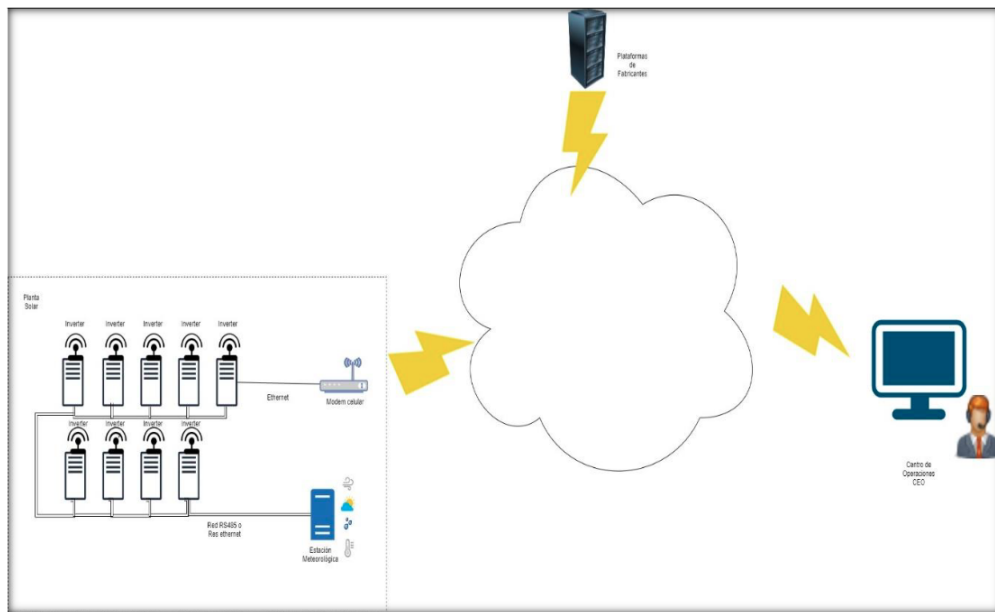 Plataformas
de
Fabricantes
Planta
Solar
Inverter
Inverter
Inverter
Inverter
Inverter
Ethernet
Modem celular
Inverter
Inverter
Inverter
Inverter
Red RS485 o
Res ethernet
Estación
Meteorológica
Centro de
Operaciones
CEO